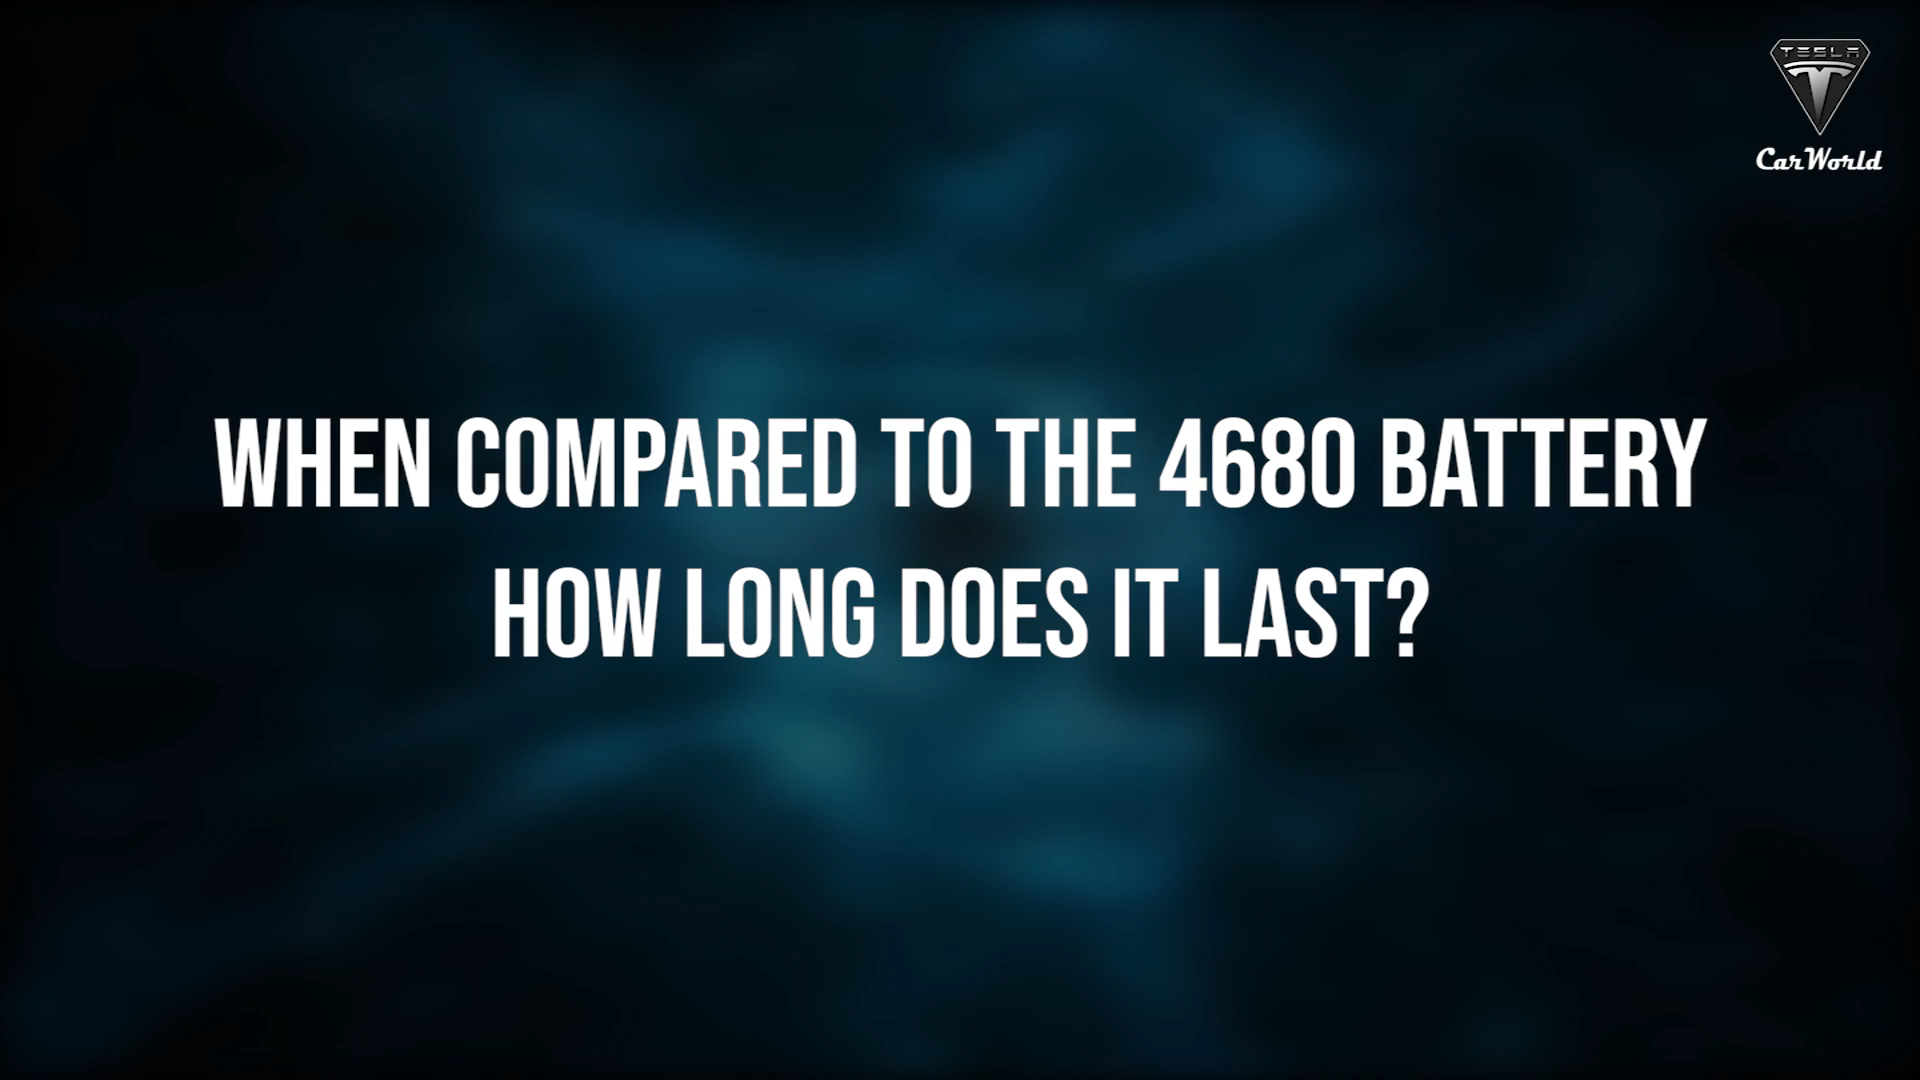 TESLA
CarWorld
WHEN COMPARED TO THE 4680 BATTERY
HOW LONG DOES IT LAST?